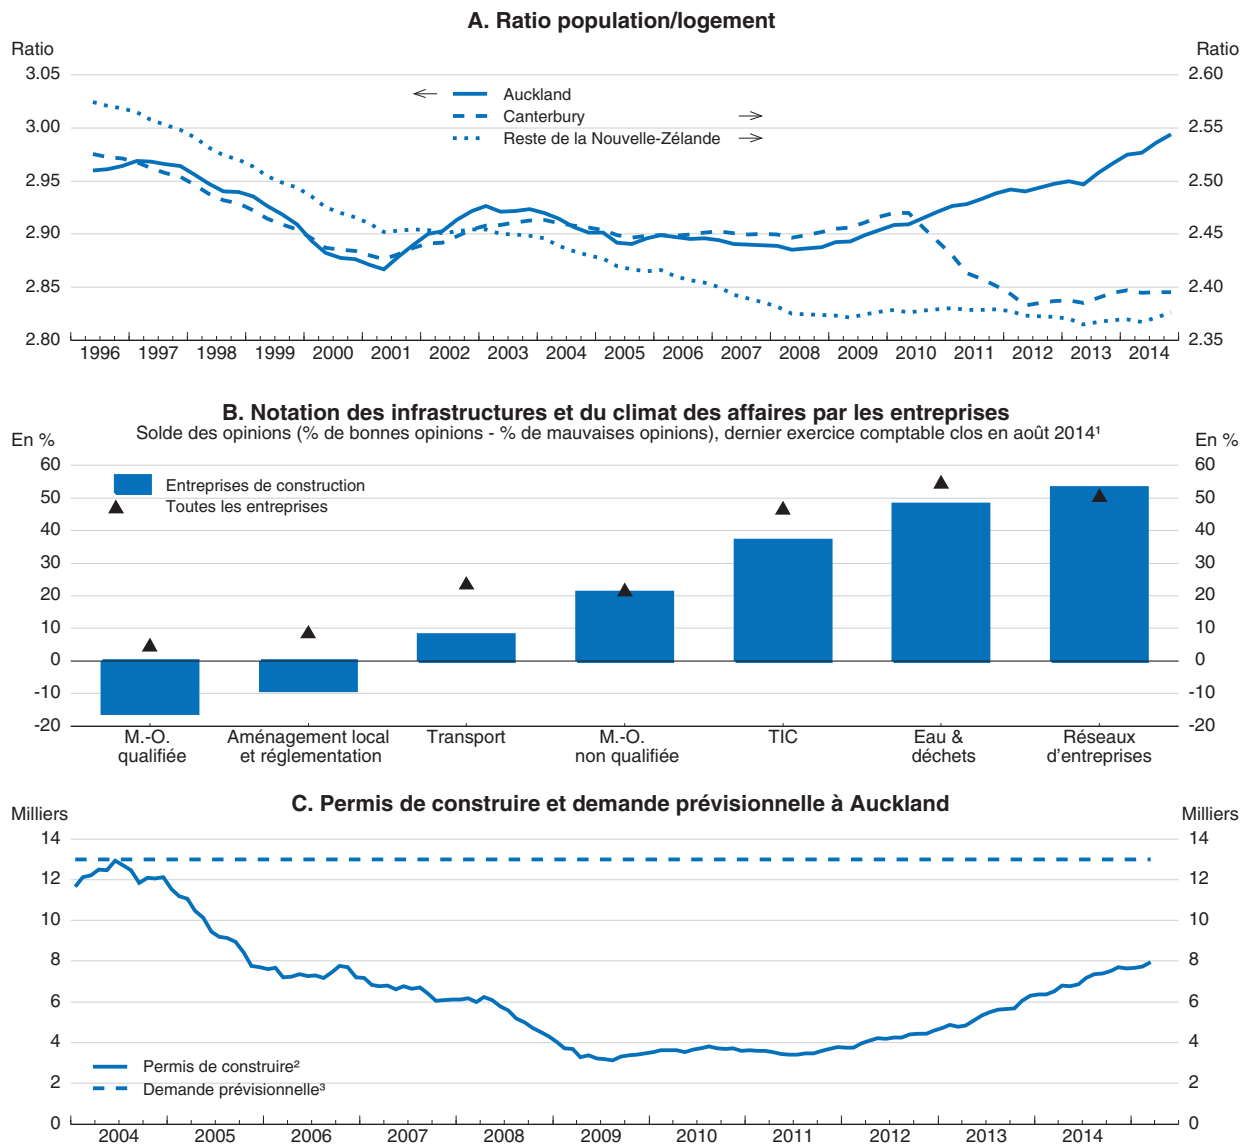 A. Ratio population/logement
Ratio Ratio
3.05 2.60
Auckland
Canterbury
3.00 2.55
Reste de la Nouvelle-Zélande
2.95 2.50
2.90 2.45
2.85 2.40
2.80 2.35
1996 1997 1998 1999 2000 2001 2002 2003 2004 2005 2006 2007 2008 2009 2010 2011 2012 2013 2014
B. Notation des infrastructures et du climat des affaires par les entreprises
Solde des opinions (% de bonnes opinions - % de mauvaises opinions), dernier exercice comptable clos en août 2014¹
En % En %
60 60
Entreprises de construction
50 50
Toutes les entreprises
40 40
30 30
20 20
10 10
0 0
-10 -10
-20 -20
M.-O. Aménagement local Transport M.-O. TIC Eau & Réseaux
qualifiée et réglementation non qualifiée déchets d'entreprises
C. Permis de construire et demande prévisionnelle à Auckland
Milliers Milliers
14 14
12 12
10 10
8 8
6 6
4 4
Permis de construire²
2 2
Demande prévisionnelle³
0 0
2004 2005 2006 2007 2008 2009 2010 2011 2012 2013 2014